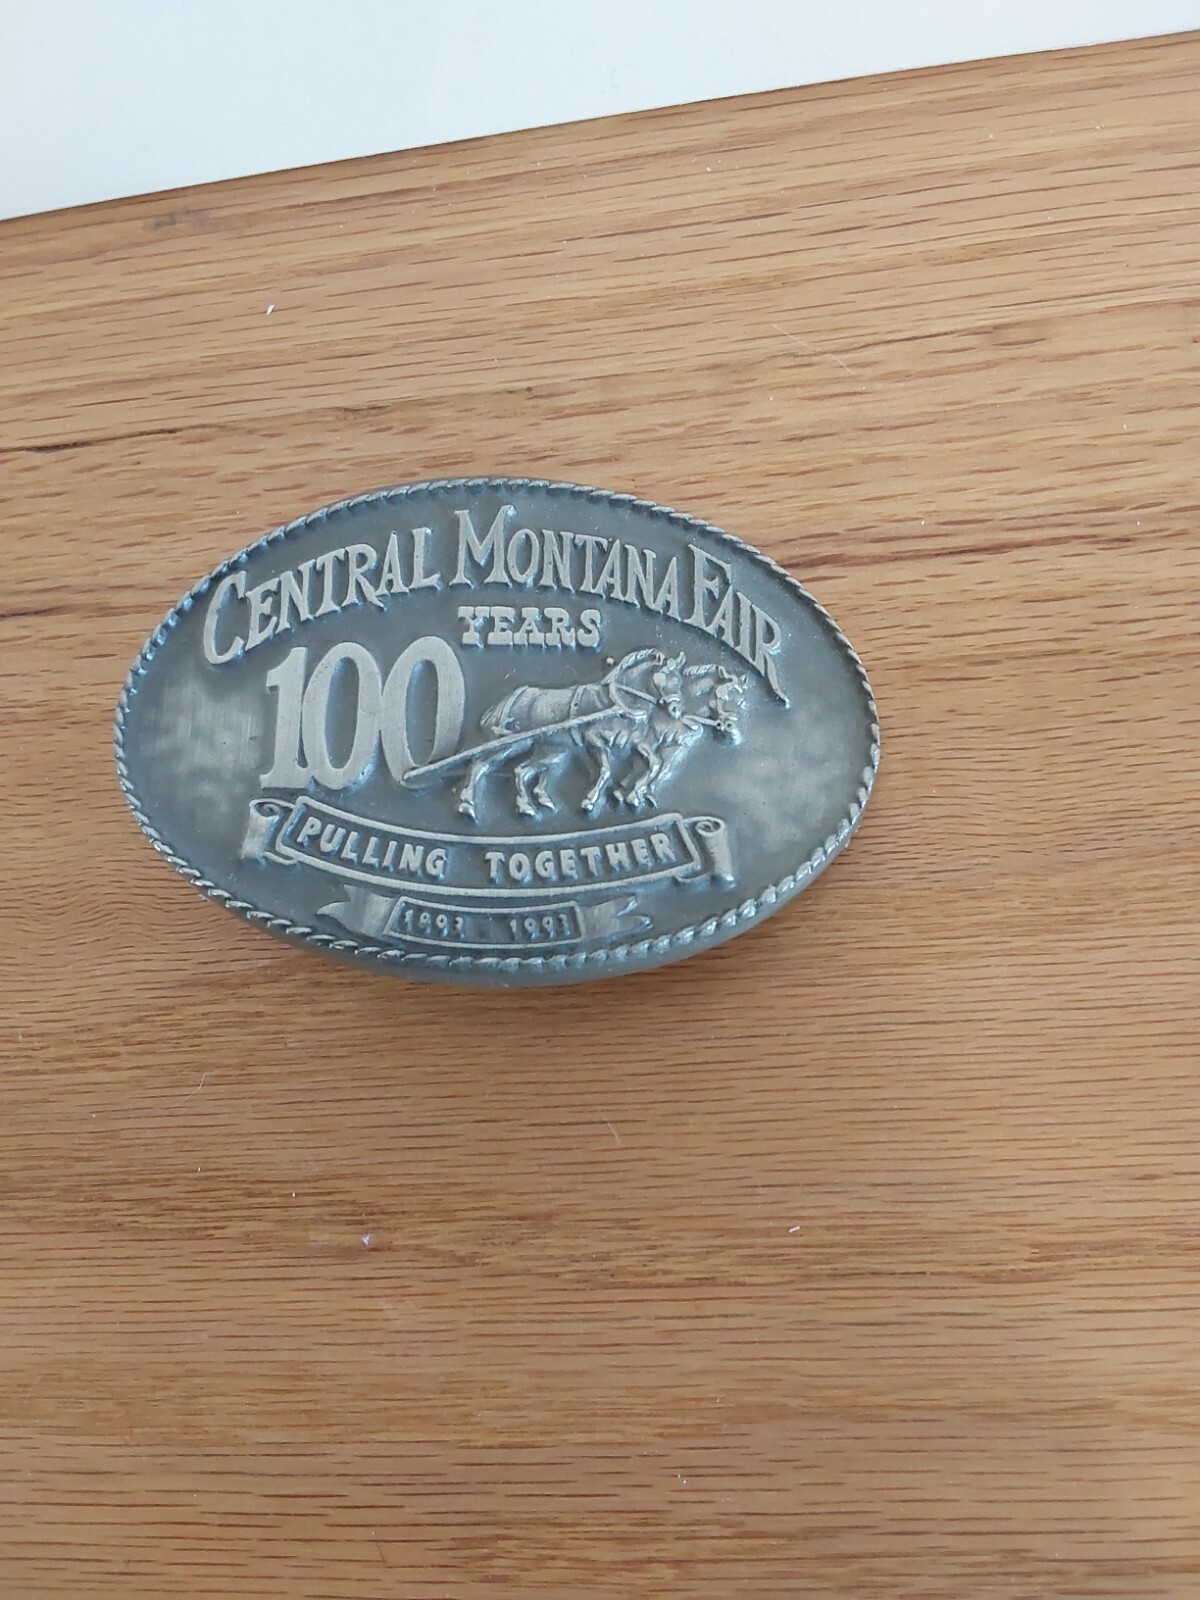 CENTRAL MONTANA FAIR
YEARS
100
PULLING TOGETHER
1893 1993